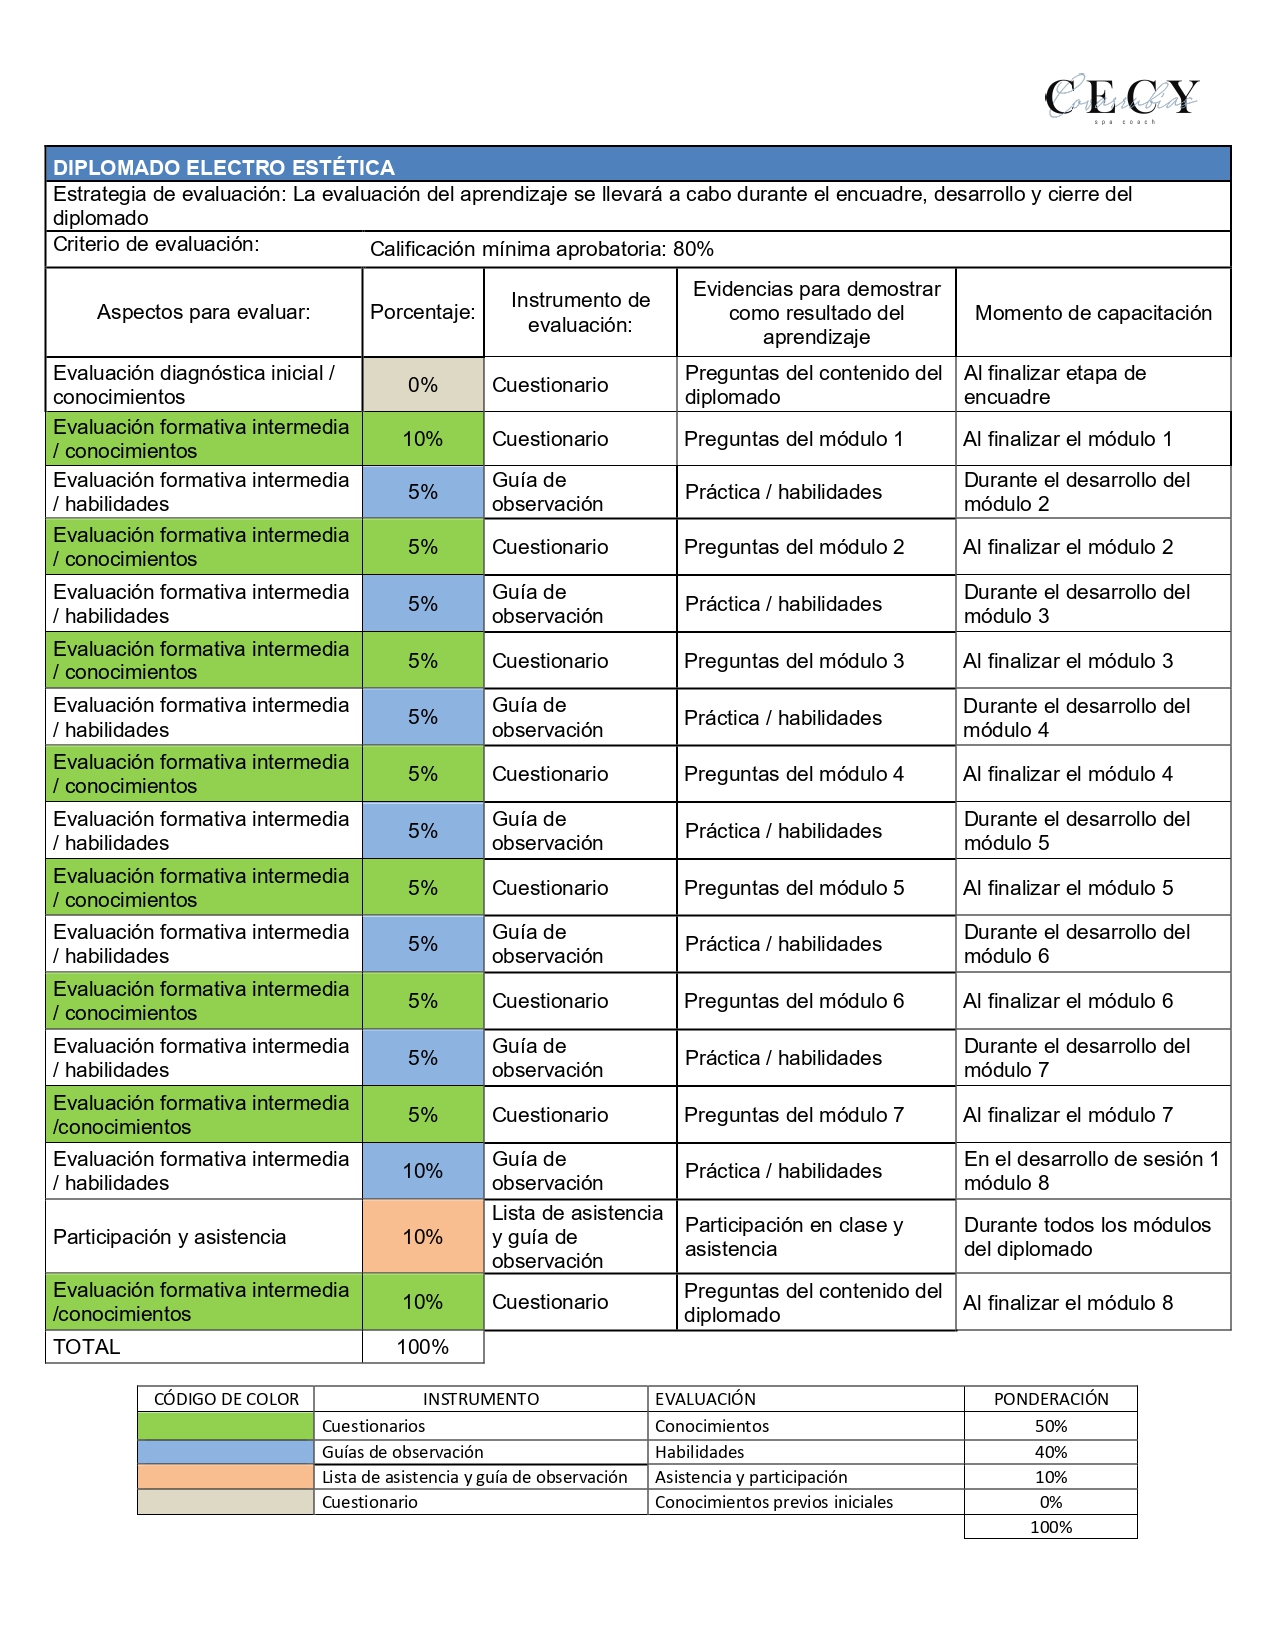 CECY
Covarrubias
spa coach
DIPLOMADO ELECTRO ESTÉTICA
Estrategia de evaluación: La evaluación del aprendizaje se llevará a cabo durante el encuadre, desarrollo y cierre del
diplomado
Criterio de evaluación:
Calificación mínima aprobatoria: 80%
Aspectos para evaluar:
Porcentaje:
Instrumento de
evaluación:
Evidencias para demostrar
como resultado del
aprendizaje
Momento de capacitación
Evaluación diagnóstica inicial /
conocimientos
0%
Cuestionario
Preguntas del contenido del
diplomado
Al finalizar etapa de
encuadre
Evaluación formativa intermedia
/ conocimientos
10%
Cuestionario
Preguntas del módulo 1
Al finalizar el módulo 1
Evaluación formativa intermedia
/ habilidades
5%
Guía de
observación
Práctica / habilidades
Durante el desarrollo del
módulo 2
Evaluación formativa intermedia
/ conocimientos
5%
Cuestionario
Preguntas del módulo 2
Al finalizar el módulo 2
Evaluación formativa intermedia
/ habilidades
5%
Guía de
observación
Práctica / habilidades
Durante el desarrollo del
módulo 3
Evaluación formativa intermedia
/ conocimientos
5%
Cuestionario
Preguntas del módulo 3
Al finalizar el módulo 3
Evaluación formativa intermedia
/ habilidades
5%
Guía de
observación
Práctica / habilidades
Durante el desarrollo del
módulo 4
Evaluación formativa intermedia
/ conocimientos
5%
Cuestionario
Preguntas del módulo 4
Al finalizar el módulo 4
Evaluación formativa intermedia
/ habilidades
5%
Guía de
observación
Práctica / habilidades
Durante el desarrollo del
módulo 5
Evaluación formativa intermedia
/ conocimientos
5%
Cuestionario
Preguntas del módulo 5
Al finalizar el módulo 5
Evaluación formativa intermedia
/ habilidades
5%
Guía de
observación
Práctica / habilidades
Durante el desarrollo del
módulo 6
Evaluación formativa intermedia
/ conocimientos
5%
Cuestionario
Preguntas del módulo 6
Al finalizar el módulo 6
Evaluación formativa intermedia
/ habilidades
5%
Guía de
observación
Práctica / habilidades
Durante el desarrollo del
módulo 7
Evaluación formativa intermedia
/conocimientos
5%
Cuestionario
Preguntas del módulo 7
Al finalizar el módulo 7
Evaluación formativa intermedia
/ habilidades
10%
Guía de
observación
Práctica / habilidades
En el desarrollo de sesión 1
módulo 8
Participación y asistencia
10%
Lista de asistencia
y guía de
observación
Participación en clase y
asistencia
Durante todos los módulos
del diplomado
Evaluación formativa intermedia
/conocimientos
10%
Cuestionario
Preguntas del contenido del
diplomado
Al finalizar el módulo 8
TOTAL
100%
CÓDIGO DE COLOR
INSTRUMENTO
EVALUACIÓN
PONDERACIÓN
Cuestionarios
Conocimientos
50%
Guías de observación
Habilidades
40%
Lista de asistencia y guía de observación
Asistencia y participación
10%
Cuestionario
Conocimientos previos iniciales
0%
100%